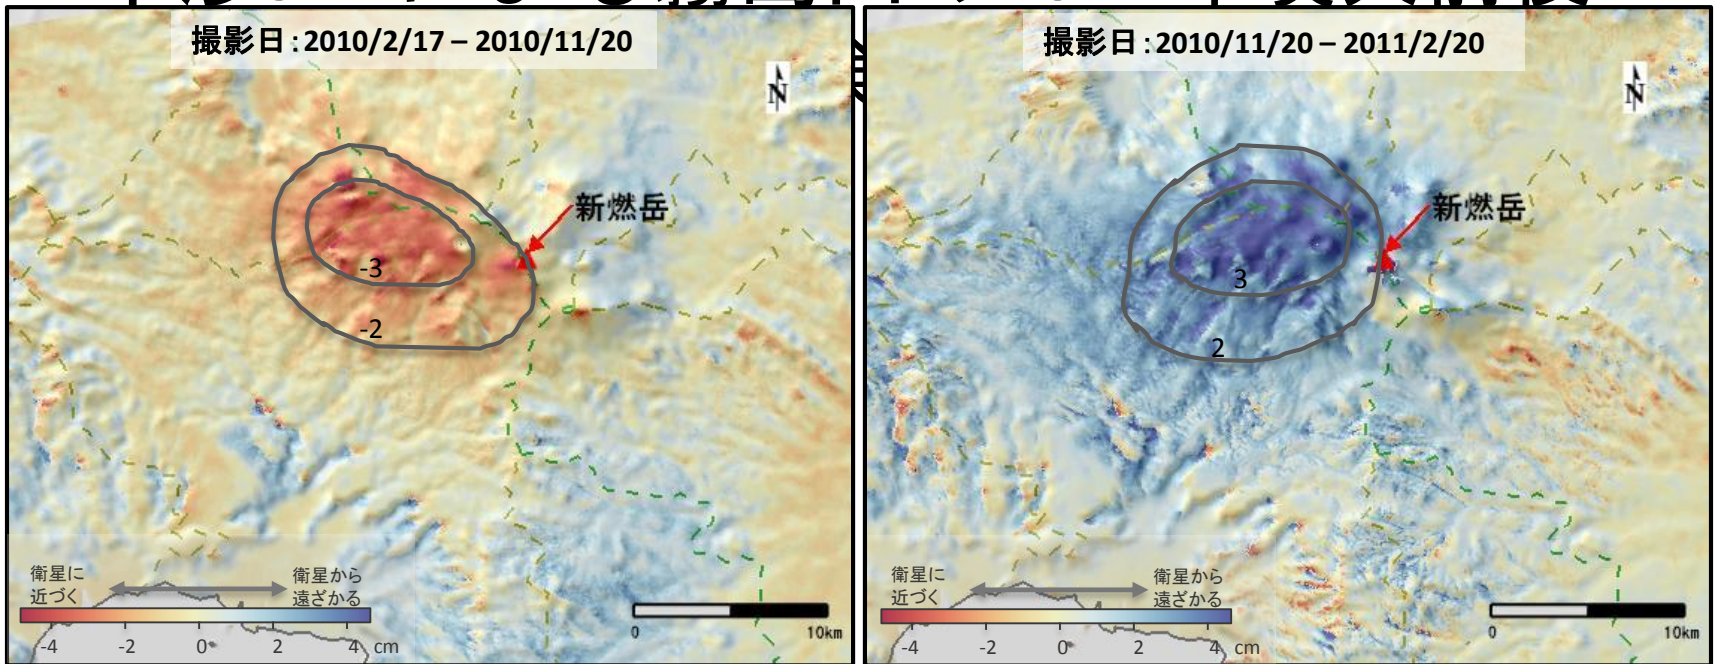 撮影日:2010/2/17 – 2010/11/20
N
新燃岳
-3
-2
衛星に
近づく
衛星から
遠ざかる
-4 -2 0 2 4 cm
0 10km
撮影日:2010/11/20 – 2011/2/20
N
新燃岳
3
2
衛星に
近づく
衛星から
遠ざかる
-4 -2 0 2 4 cm
0 10km